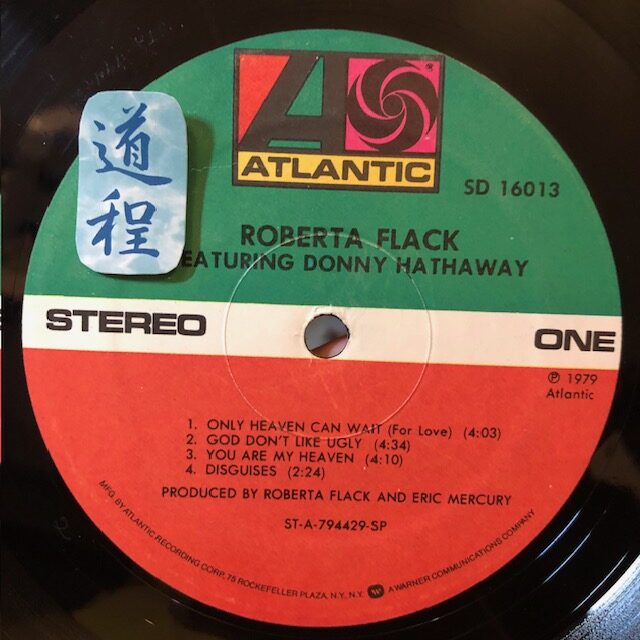 道程
ATLANTIC
SD 16013
ROBERTA FLACK
EATURING DONNY HATHAWAY
STEREO
ONE
℗ 1979
Atlantic
1. ONLY HEAVEN CAN WAIT (For Love) (4:03)
2. GOD DON'T LIKE UGLY (4:34)
3. YOU ARE MY HEAVEN (4:10)
4. DISGUISES (2:24)
PRODUCED BY ROBERTA FLACK AND ERIC MERCURY
ST-A-794429-SP
MFG. BY ATLANTIC RECORDING CORP. 75 ROCKEFELLER PLAZA, N.Y. N.Y. A WARNER COMMUNICATIONS COMPANY